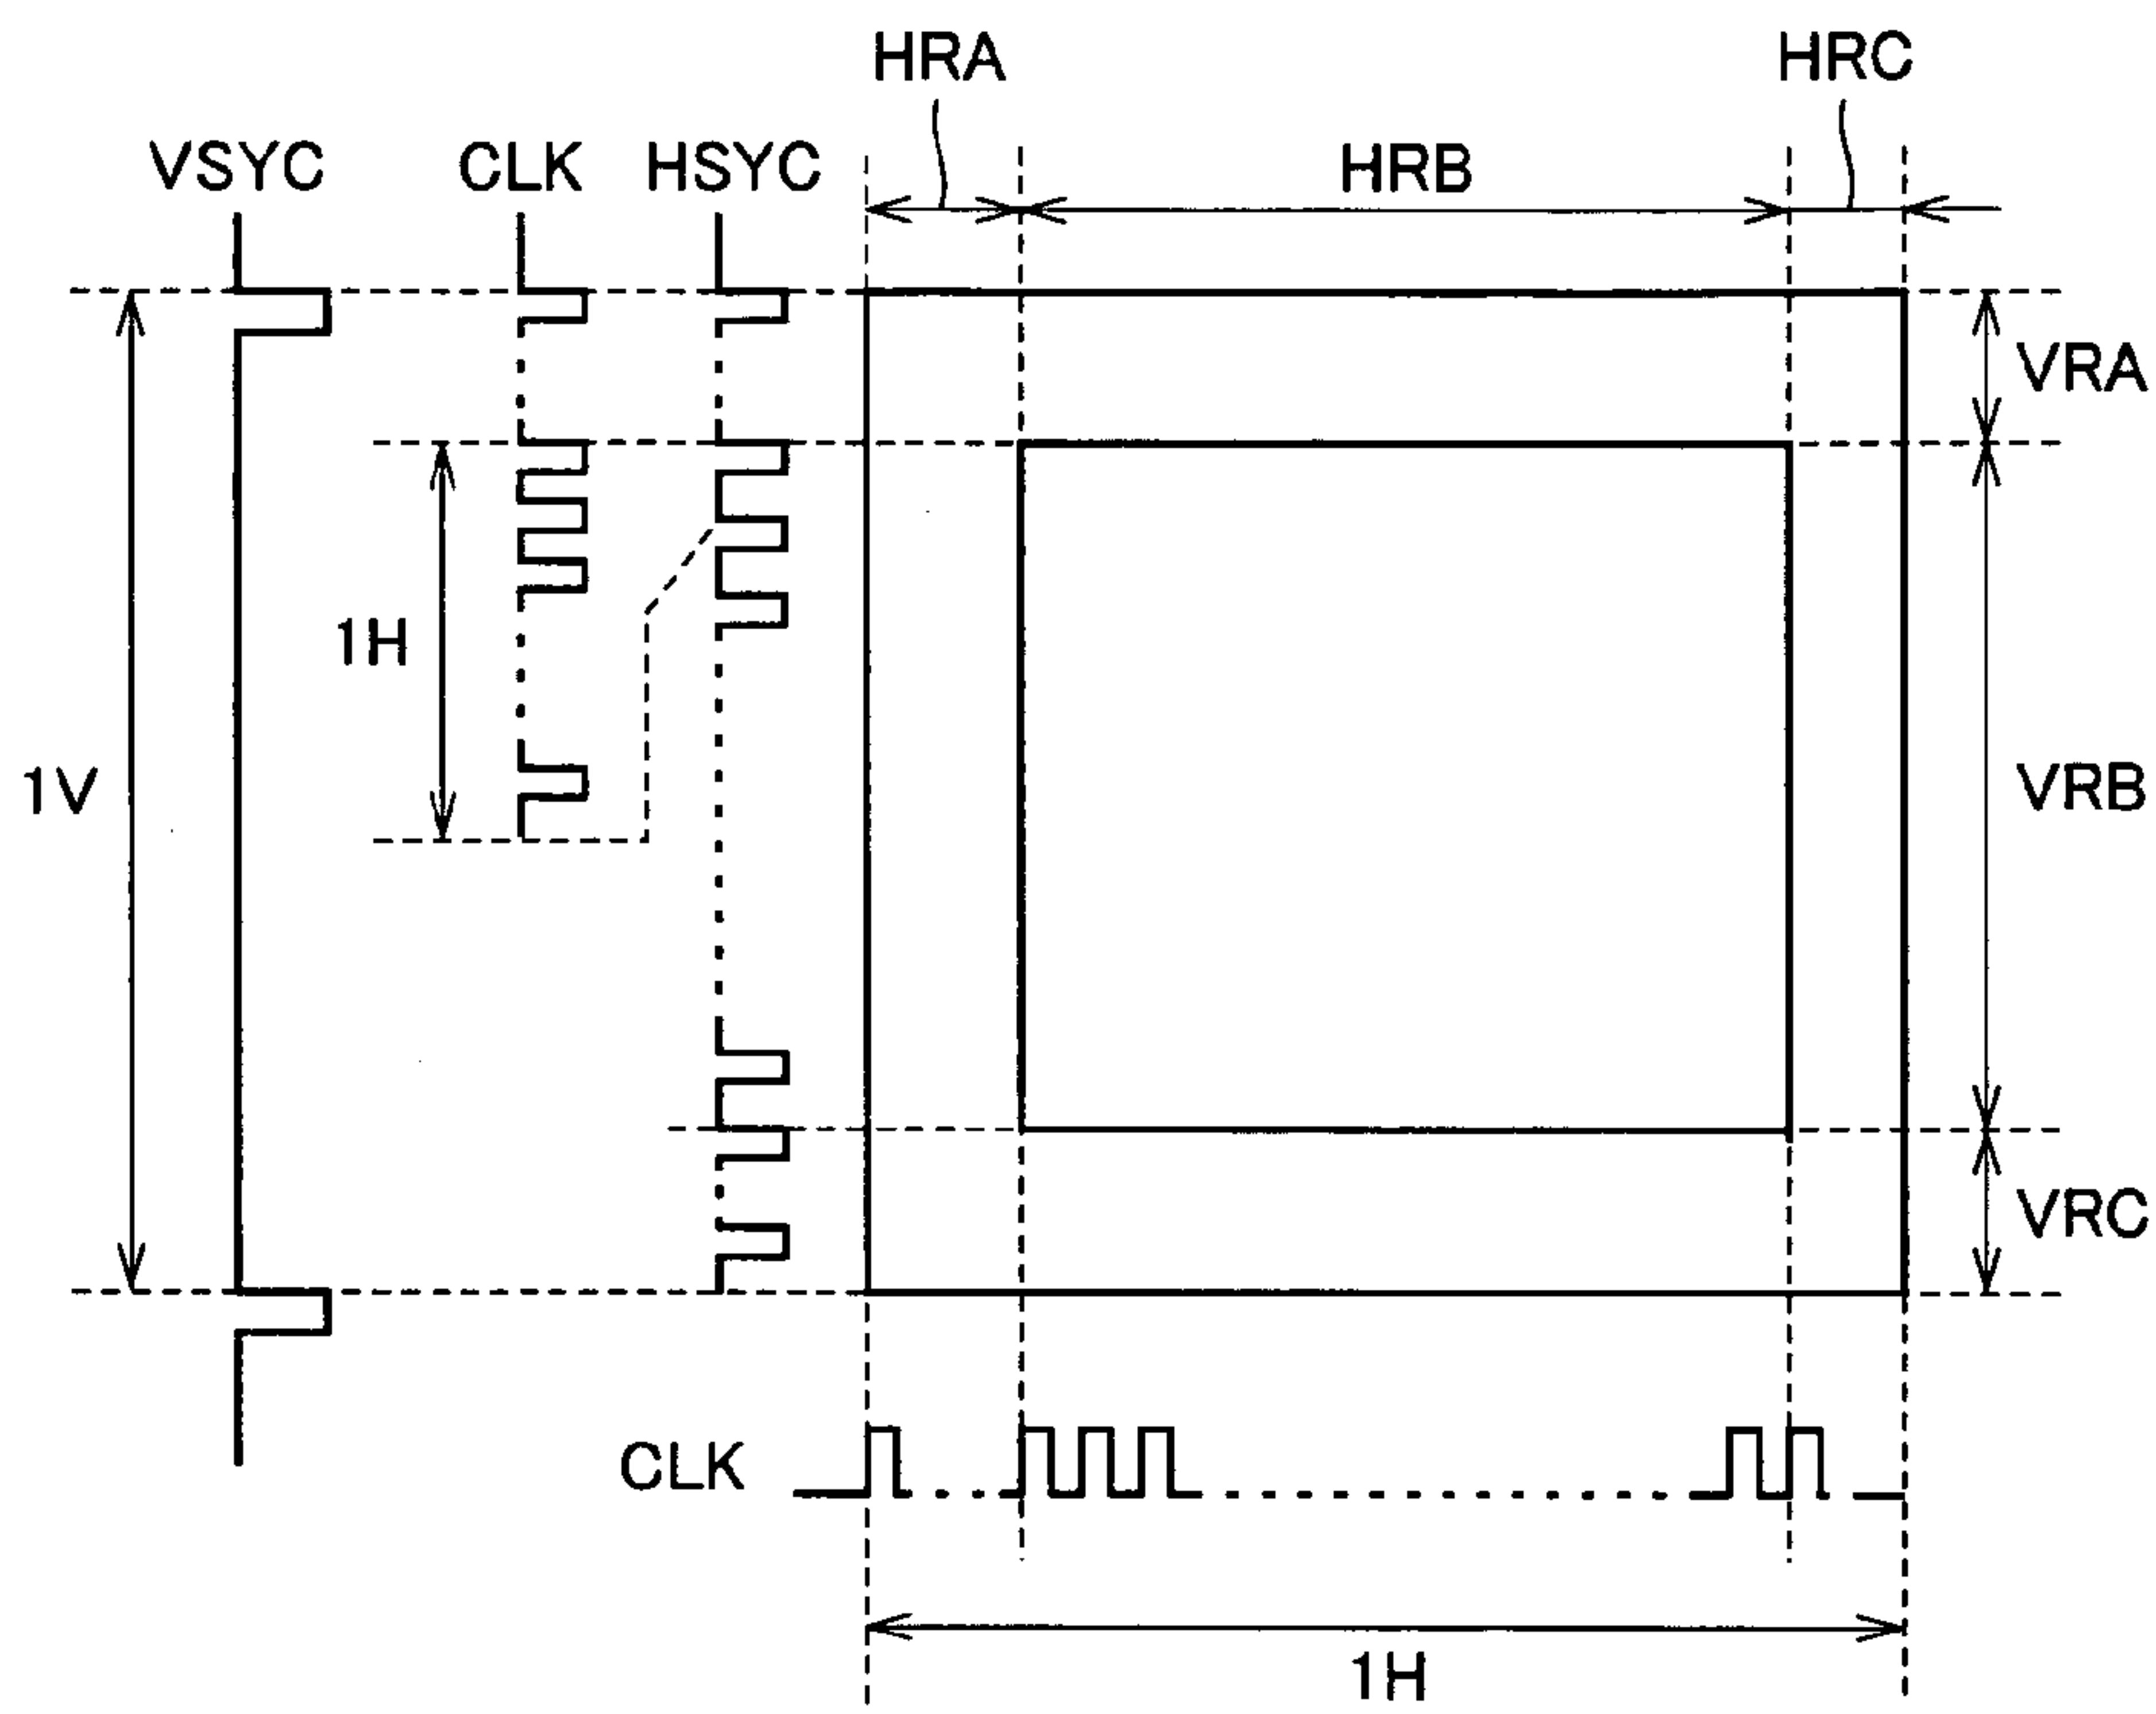 HRA
HRC
VSYC
CLK
HSYC
HRB
VRA
1H
1V
VRB
VRC
CLK
1H